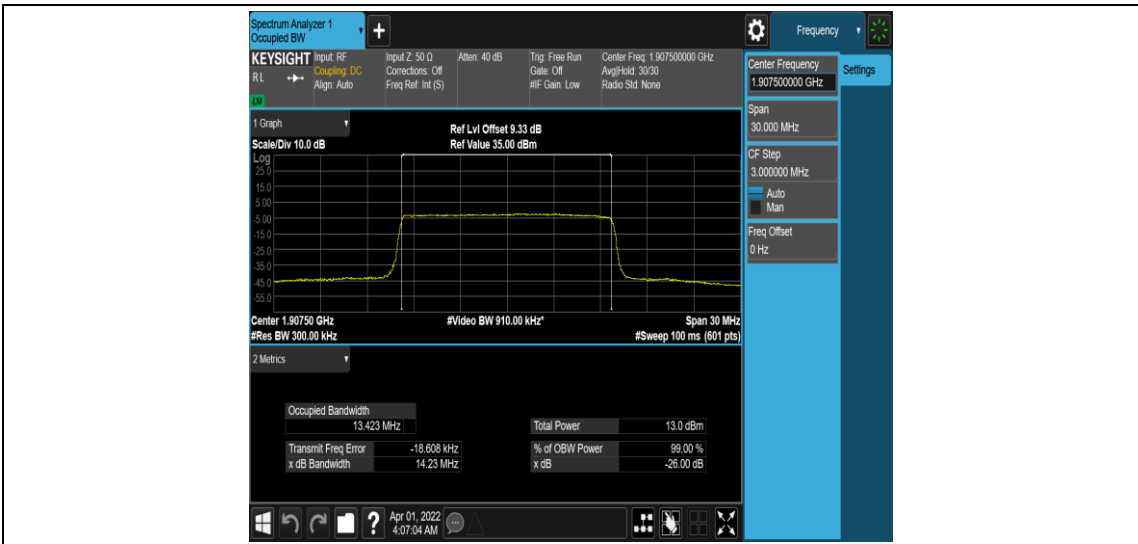 Spectrum Analyzer 1
Occupied BW
+
Frequency
KEYSIGHT
R L
LXI
Input: RF
Coupling: DC
Align: Auto
Input Z: 50 Ω
Corrections: Off
Freq Ref: Int (S)
Atten: 40 dB
Trig: Free Run
Gate: Off
#IF Gain: Low
Center Freq: 1.907500000 GHz
Avg|Hold: 30/30
Radio Std: None
1 Graph
Ref Lvl Offset 9.33 dB
Scale/Div 10.0 dB
Ref Value 35.00 dBm
Log
25.0
15.0
5.00
-5.00
-15.0
-25.0
-35.0
-45.0
-55.0
Center 1.90750 GHz
#Video BW 910.00 kHz*
Span 30 MHz
#Res BW 300.00 kHz
#Sweep 100 ms (601 pts)
2 Metrics
Occupied Bandwidth
13.423 MHz
Total Power 13.0 dBm
Transmit Freq Error -18.608 kHz
% of OBW Power 99.00 %
x dB Bandwidth 14.23 MHz
x dB -26.00 dB
?
Apr 01, 2022
4:07:04 AM
Center Frequency
1.907500000 GHz
Settings
Span
30.000 MHz
CF Step
3.000000 MHz
Auto
Man
Freq Offset
0 Hz